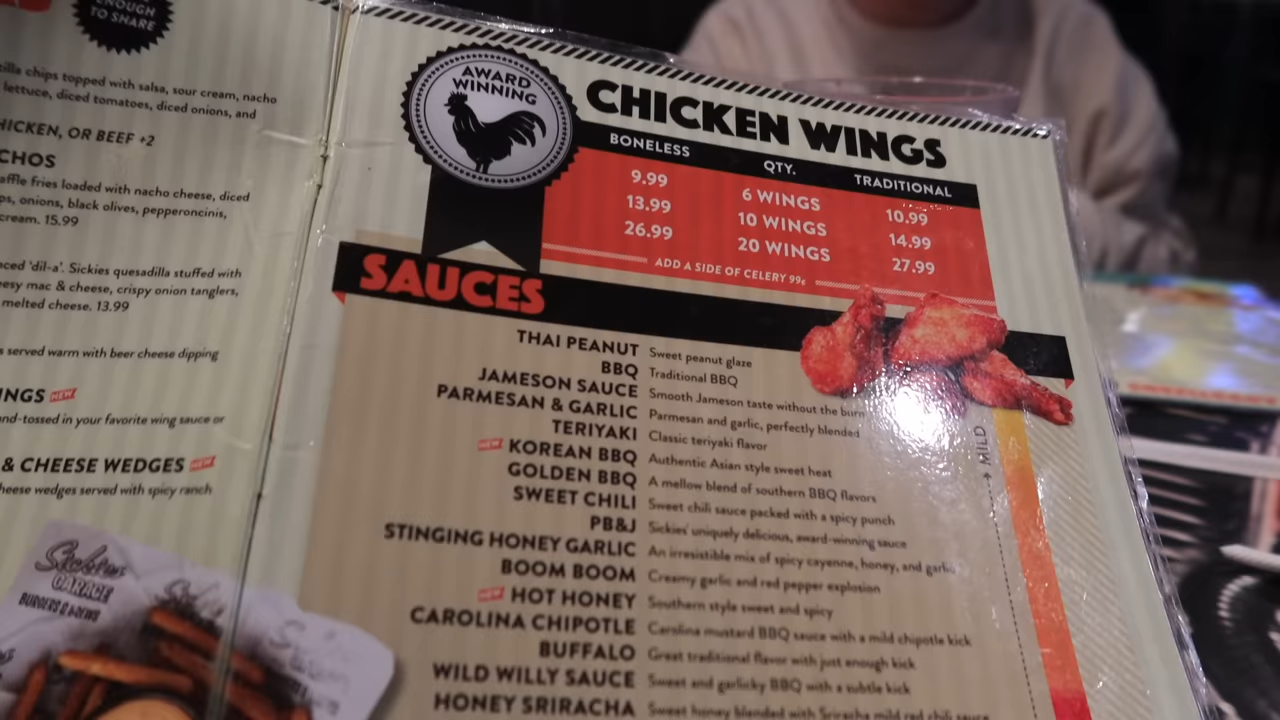 ENOUGH
TO SHARE
tilla chips topped with salsa, sour cream, nacho
lettuce, diced tomatoes, diced onions, and
HICKEN, OR BEEF +2
CHOS
affle fries loaded with nacho cheese, diced
ps, onions, black olives, pepperoncinis,
cream. 15.99
ced 'dil-a'. Sickies quesadilla stuffed with
eesy mac & cheese, crispy onion tanglers,
melted cheese. 13.99
s served warm with beer cheese dipping
INGS NEW
and-tossed in your favorite wing sauce or
& CHEESE WEDGES NEW
heese wedges served with spicy ranch
Sickies
GARAGE
BURGERS & BREWS
AWARD
WINNING
CHICKEN WINGS
BONELESS QTY. TRADITIONAL
9.99 6 WINGS 10.99
13.99 10 WINGS 14.99
26.99 20 WINGS 27.99
ADD A SIDE OF CELERY 99¢
SAUCES
THAI PEANUT Sweet peanut glaze
BBQ Traditional BBQ
JAMESON SAUCE Smooth Jameson taste without the burn
PARMESAN & GARLIC Parmesan and garlic, perfectly blended
TERIYAKI Classic teriyaki flavor
NEW KOREAN BBQ Authentic Asian style sweet heat
GOLDEN BBQ A mellow blend of southern BBQ flavors
SWEET CHILI Sweet chili sauce packed with a spicy punch
PB&J Sickies' uniquely delicious, award-winning sauce
STINGING HONEY GARLIC An irresistible mix of spicy cayenne, honey, and garlic
BOOM BOOM Creamy garlic and red pepper explosion
NEW HOT HONEY Southern style sweet and spicy
CAROLINA CHIPOTLE Carolina mustard BBQ sauce with a mild chipotle kick
BUFFALO Great traditional flavor with just enough kick
WILD WILLY SAUCE Sweet and garlicky BBQ with a subtle kick
HONEY SRIRACHA Sweet honey blended with Sriracha mild red chili sauce
MILD